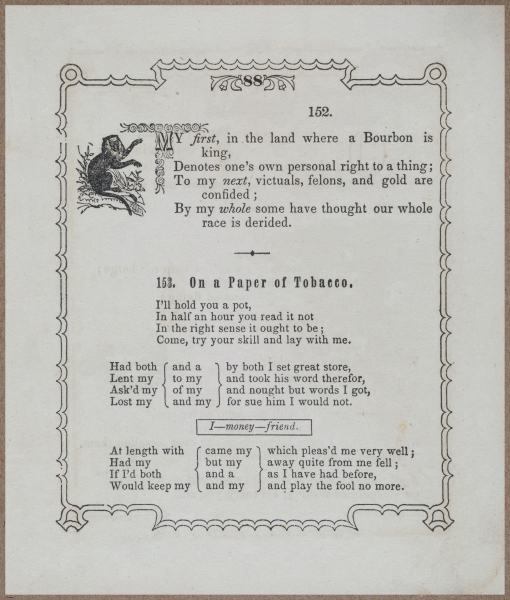 88
152.
MY first, in the land where a Bourbon is
king,
Denotes one's own personal right to a thing;
To my next, victuals, felons, and gold are
confided;
By my whole some have thought our whole
race is derided.
153. On a Paper of Tobacco.
I'll hold you a pot,
In half an hour you read it not
In the right sense it ought to be;
Come, try your skill and lay with me.
Had both { and a } by both I set great store,
Lent my { to my } and took his word therefor,
Ask'd my { of my } and nought but words I got,
Lost my { and my } for sue him I would not.
I—money—friend.
At length with { came my } which pleas'd me very well;
Had my { but my } away quite from me fell;
If I'd both { and a } as I have had before,
Would keep my { and my } and play the fool no more.